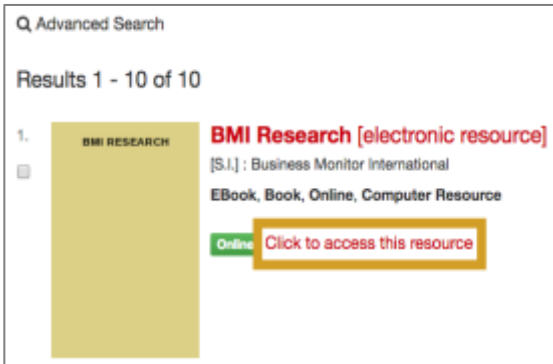 Advanced Search
Results 1 - 10 of 10
1.
BMI RESEARCH
BMI Research [electronic resource]
[S.l.] : Business Monitor International
EBook, Book, Online, Computer Resource
Online Click to access this resource